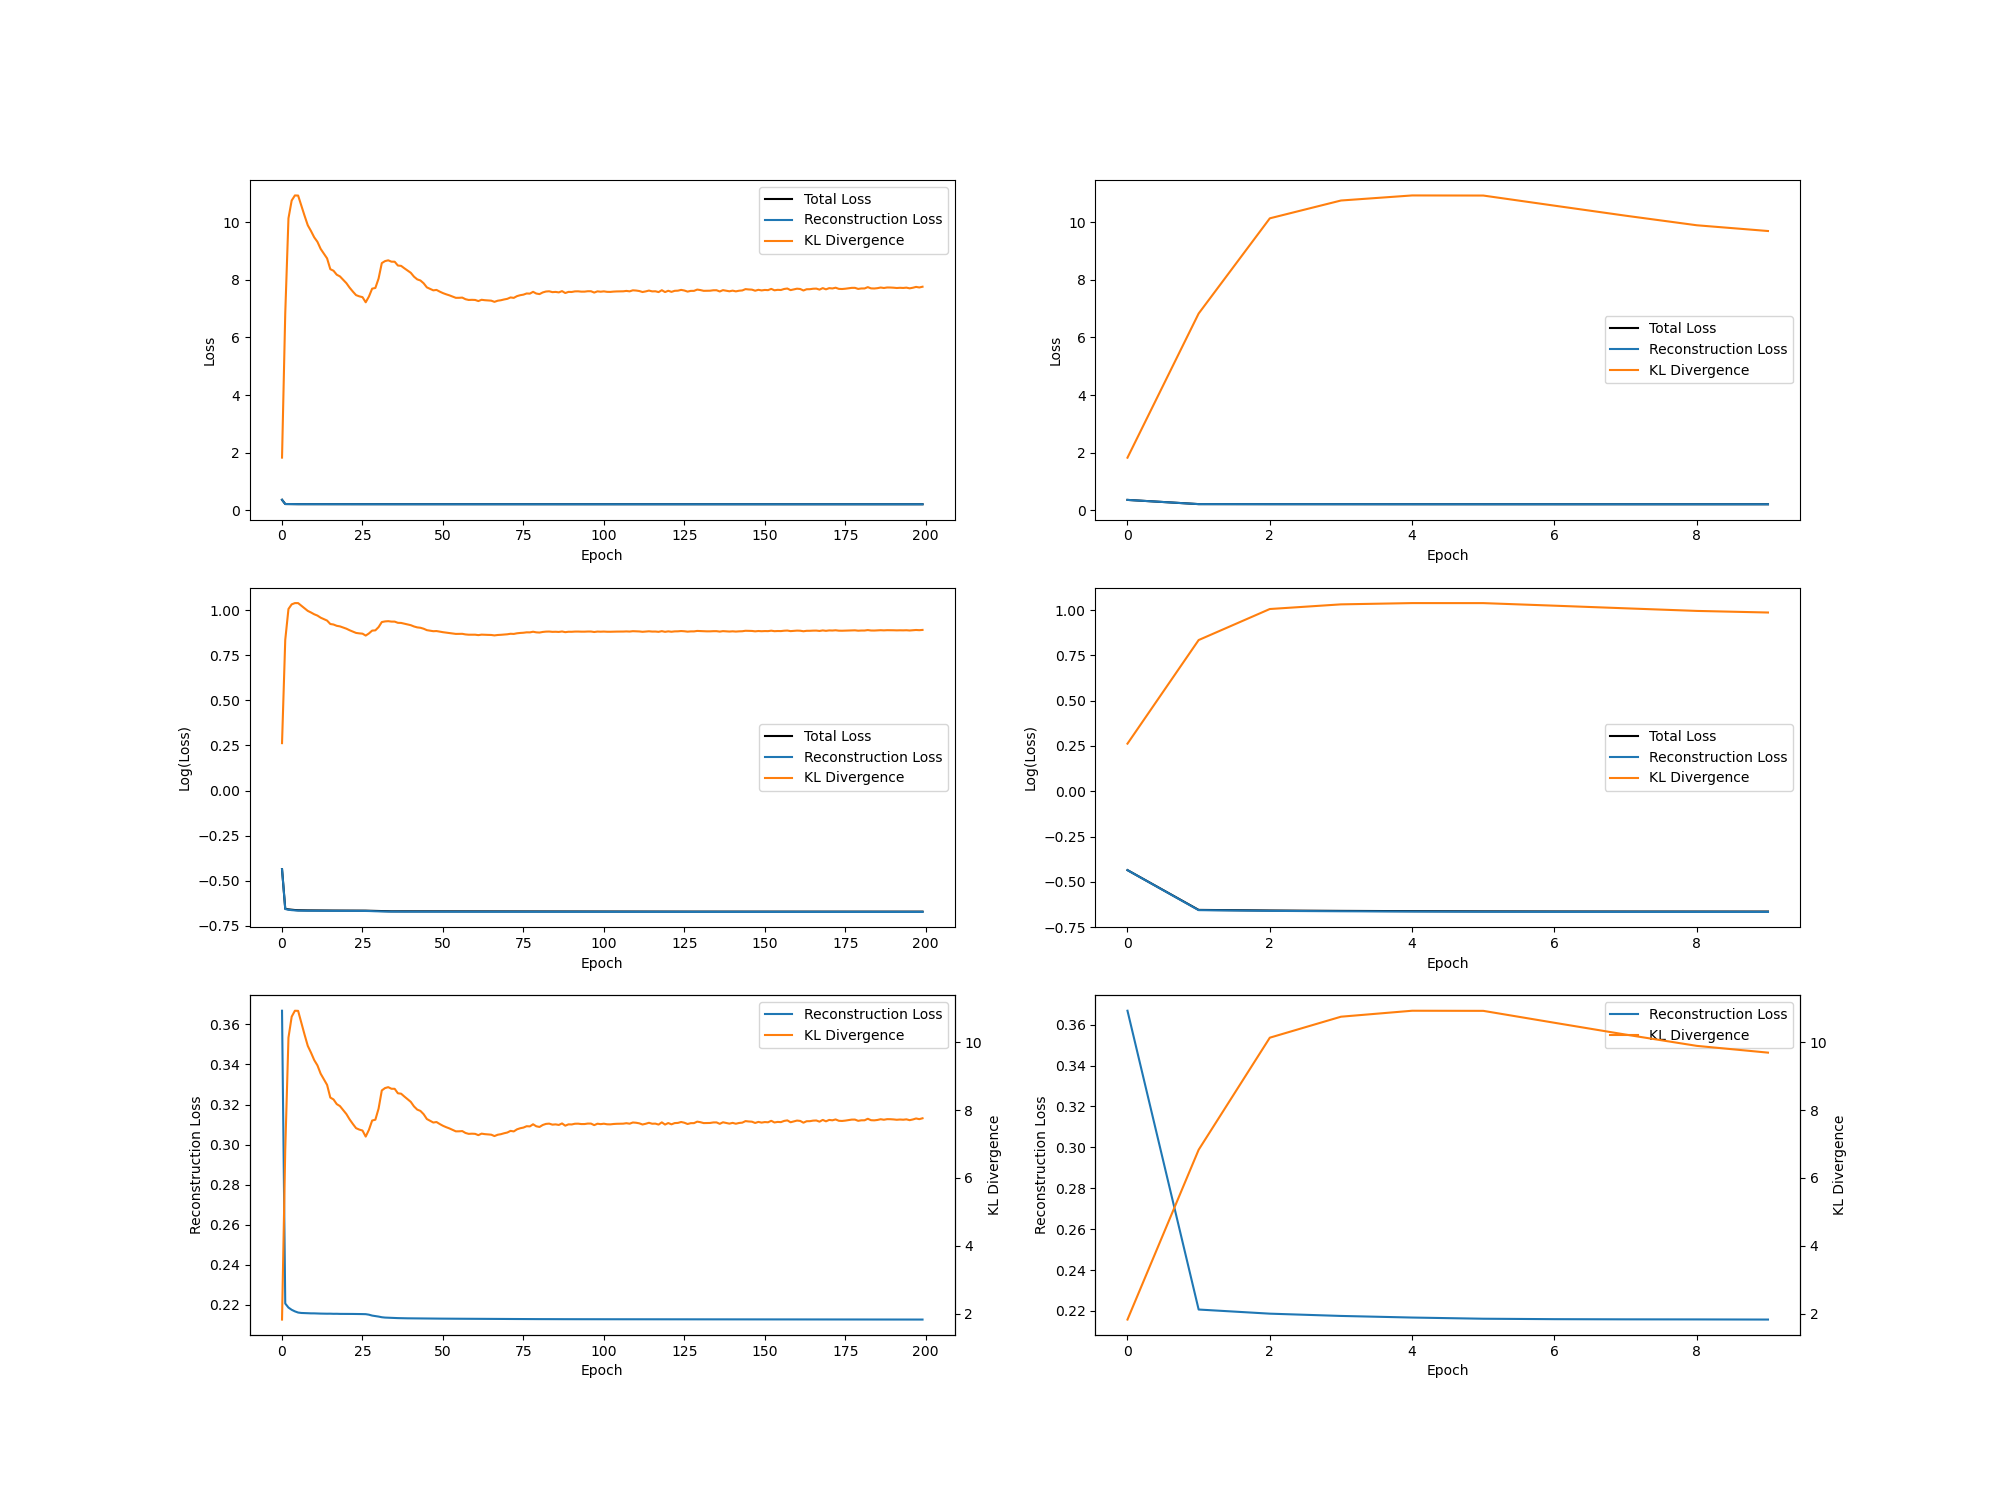 10
8
6
4
2
0
Loss
Total Loss
Reconstruction Loss
KL Divergence
0 25 50 75 100 125 150 175 200
Epoch
10
8
6
4
2
0
Loss
Total Loss
Reconstruction Loss
KL Divergence
0 2 4 6 8
Epoch
1.00
0.75
0.50
0.25
0.00
−0.25
−0.50
−0.75
Log(Loss)
Total Loss
Reconstruction Loss
KL Divergence
0 25 50 75 100 125 150 175 200
Epoch
1.00
0.75
0.50
0.25
0.00
−0.25
−0.50
−0.75
Log(Loss)
Total Loss
Reconstruction Loss
KL Divergence
0 2 4 6 8
Epoch
0.36
0.34
0.32
0.30
0.28
0.26
0.24
0.22
Reconstruction Loss
Reconstruction Loss
KL Divergence
10
8
6
4
2
KL Divergence
0 25 50 75 100 125 150 175 200
Epoch
0.36
0.34
0.32
0.30
0.28
0.26
0.24
0.22
Reconstruction Loss
Reconstruction Loss
KL Divergence
10
8
6
4
2
KL Divergence
0 2 4 6 8
Epoch